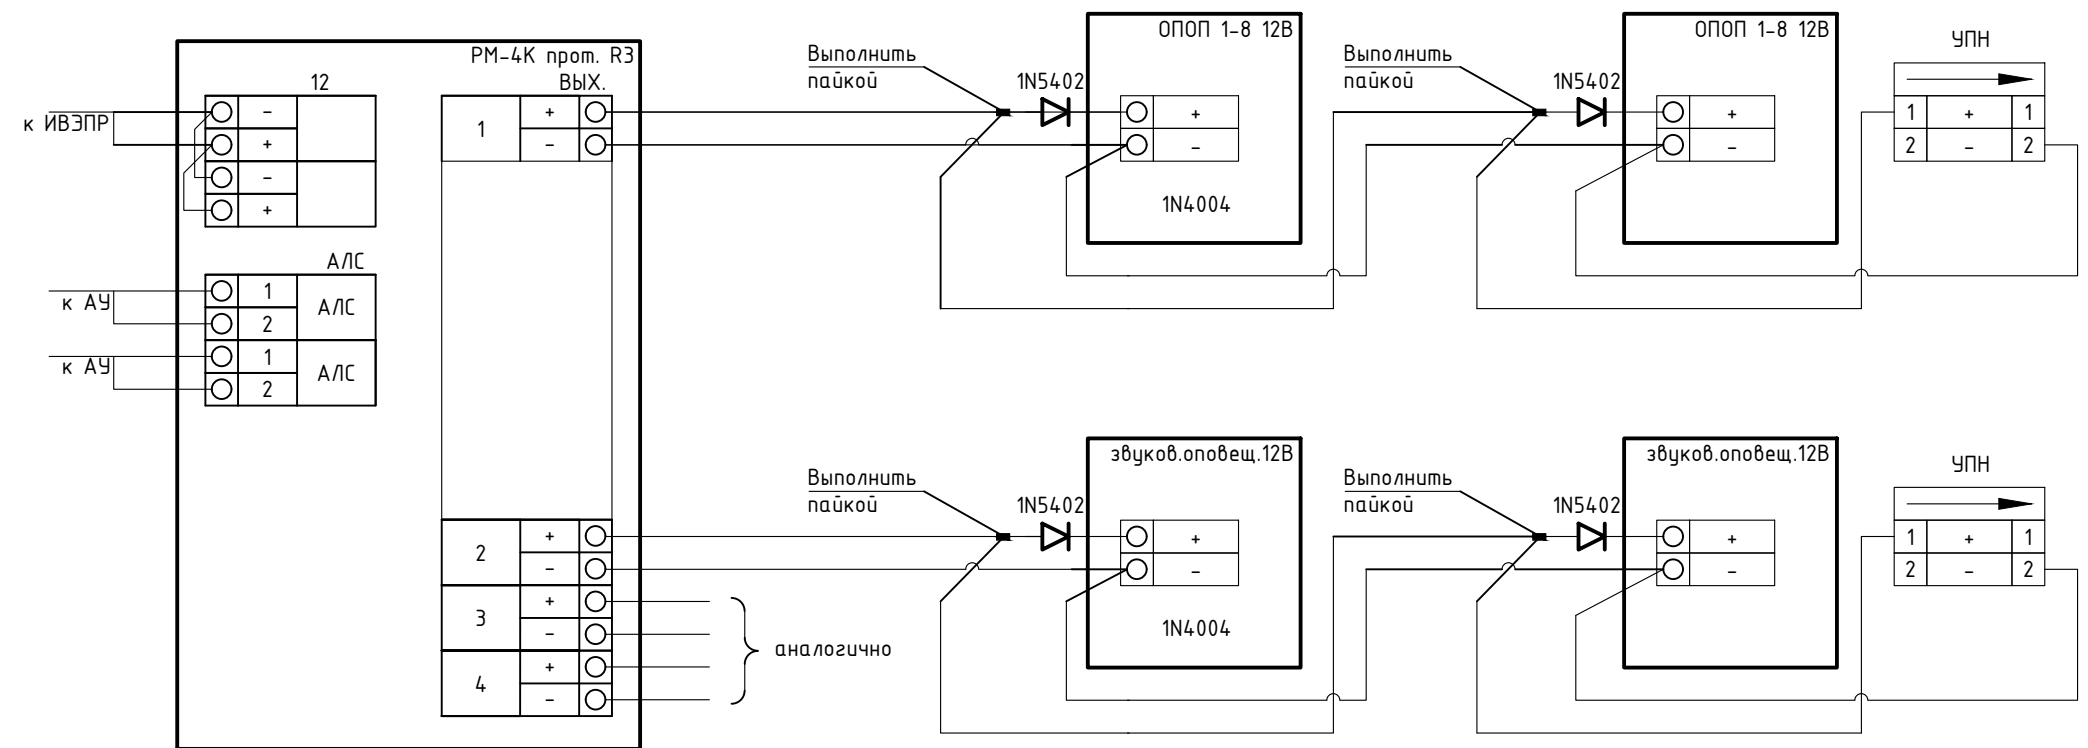 РМ-4К прот. R3
12
ВЫХ.
к ИВЭПР
-
+
-
+
1
+
-
АЛС
к АУ
1
2
АЛС
к АУ
1
2
АЛС
2
+
-
3
+
-
4
+
-
аналогично
Выполнить
пайкой
1N5402
ОПОП 1-8 12В
+
-
1N4004
Выполнить
пайкой
1N5402
ОПОП 1-8 12В
+
-
УПН
1 + 1
2 - 2
Выполнить
пайкой
1N5402
звуков.оповещ.12В
+
-
1N4004
Выполнить
пайкой
1N5402
звуков.оповещ.12В
+
-
УПН
1 + 1
2 - 2